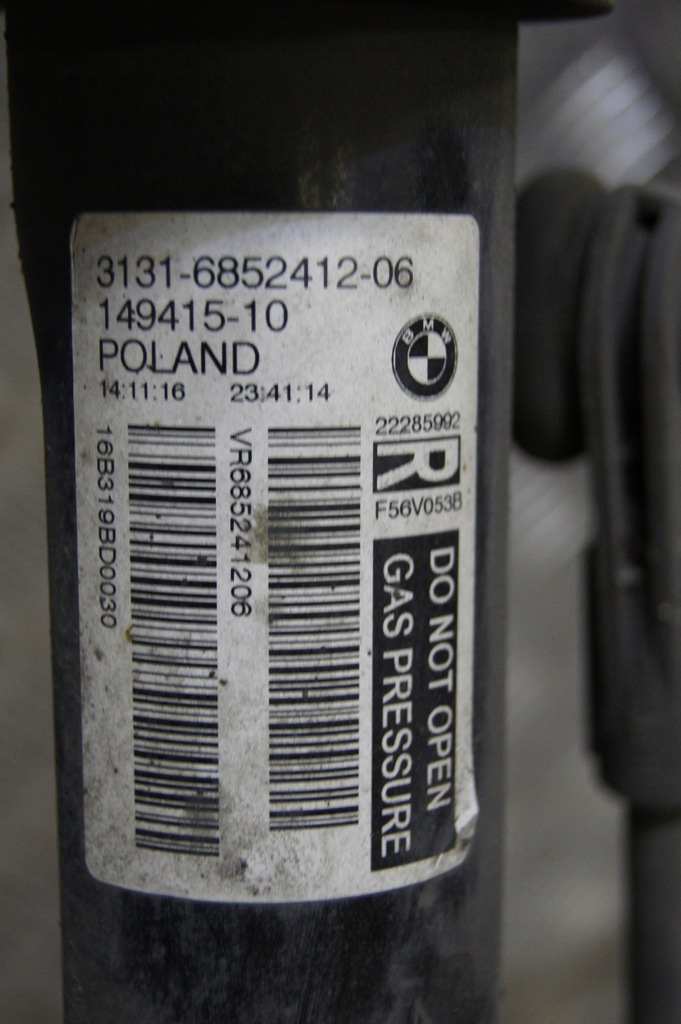 3131-6852412-06
149415-10
POLAND
14:11:16 23:41:14
BMW
22285992
R
F56V053B
16B319BD0030
VR685241206
DO NOT OPEN
GAS PRESSURE